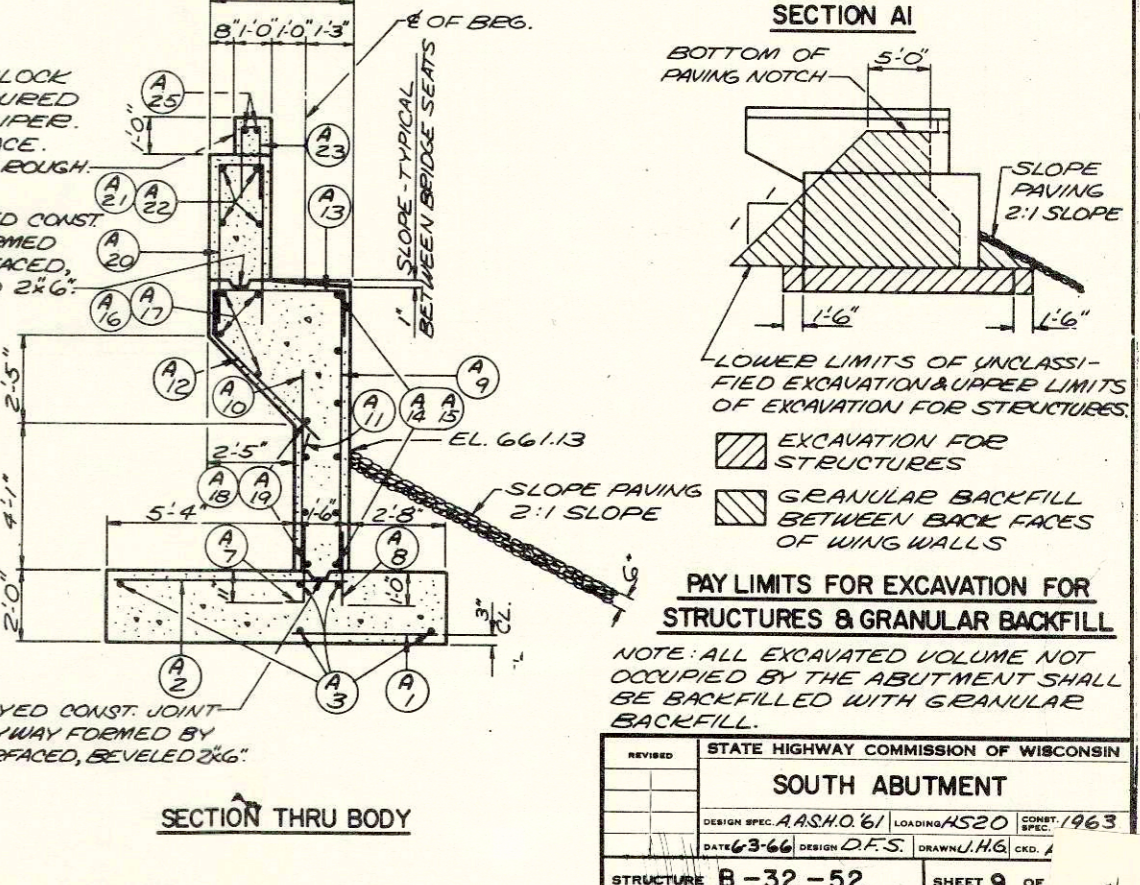 8" 1'-0" 1'-0" 1'-3"
℄ OF BRG.
LOCK
URED
IPER.
ACE.
ROUGH.
1'-0"
A 25
A 23
A 21 A 22
A 13
ED CONST.
RMED
FACED,
2"x6"
A 20
A 16 A 17
1" SLOPE-TYPICAL
BETWEEN BRIDGE SEATS
2'-5"
A 12
A 10
A 11
A 9
A 14 A 15
EL. 661.13
2'-5"
4'-1"
A 18 A 19
SLOPE PAVING
2:1 SLOPE
5'-4" 1'-6" 2'-8"
A 7
A 8
11"
1'-0"
6"
2'-0"
3" CL.
A 2
A 3
A 1
YED CONST. JOINT
YWAY FORMED BY
RFACED, BEVELED 2"x6".
SECTION THRU BODY
SECTION A1
BOTTOM OF
PAVING NOTCH
5'-0"
1
1
SLOPE
PAVING
2:1 SLOPE
1'-6" 1'-6"
LOWER LIMITS OF UNCLASSI-
FIED EXCAVATION & UPPER LIMITS
OF EXCAVATION FOR STRUCTURES.
EXCAVATION FOR
STRUCTURES
GRANULAR BACKFILL
BETWEEN BACK FACES
OF WING WALLS
PAY LIMITS FOR EXCAVATION FOR
STRUCTURES & GRANULAR BACKFILL
NOTE: ALL EXCAVATED VOLUME NOT
OCCUPIED BY THE ABUTMENT SHALL
BE BACKFILLED WITH GRANULAR
BACKFILL.
REVISED
STATE HIGHWAY COMMISSION OF WISCONSIN
SOUTH ABUTMENT
DESIGN SPEC. A.A.S.H.O. '61 LOADING HS20 CONST. SPEC. 1963
DATE 6-3-66 DESIGN D.F.S. DRAWN J.H.G. CKD.
STRUCTURE B-32-52 SHEET 9 OF